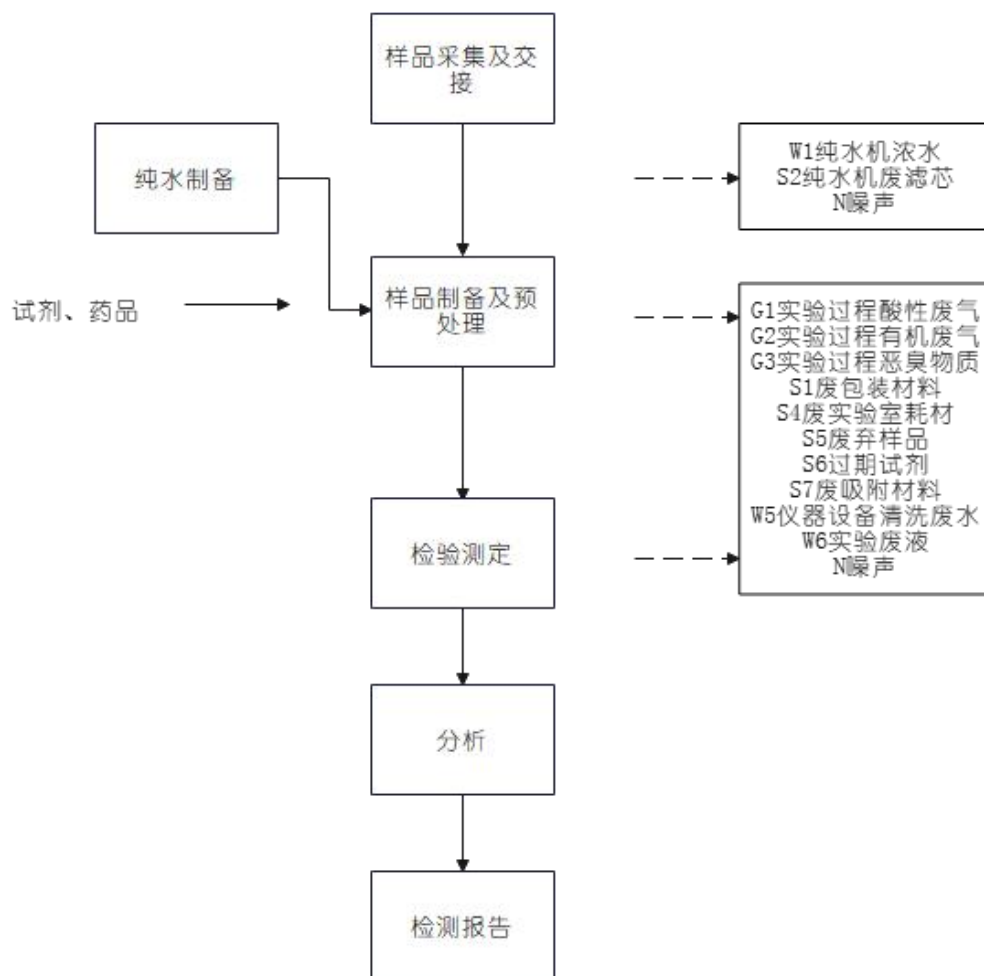 样品采集及交
接
纯水制备
W1纯水机浓水
S2纯水机废滤芯
N噪声
试剂、药品
样品制备及预
处理
G1实验过程酸性废气
G2实验过程有机废气
G3实验过程恶臭物质
S1废包装材料
S4废实验室耗材
S5废弃样品
S6过期试剂
S7废吸附材料
W5仪器设备清洗废水
W6实验废液
N噪声
检验测定
分析
检测报告